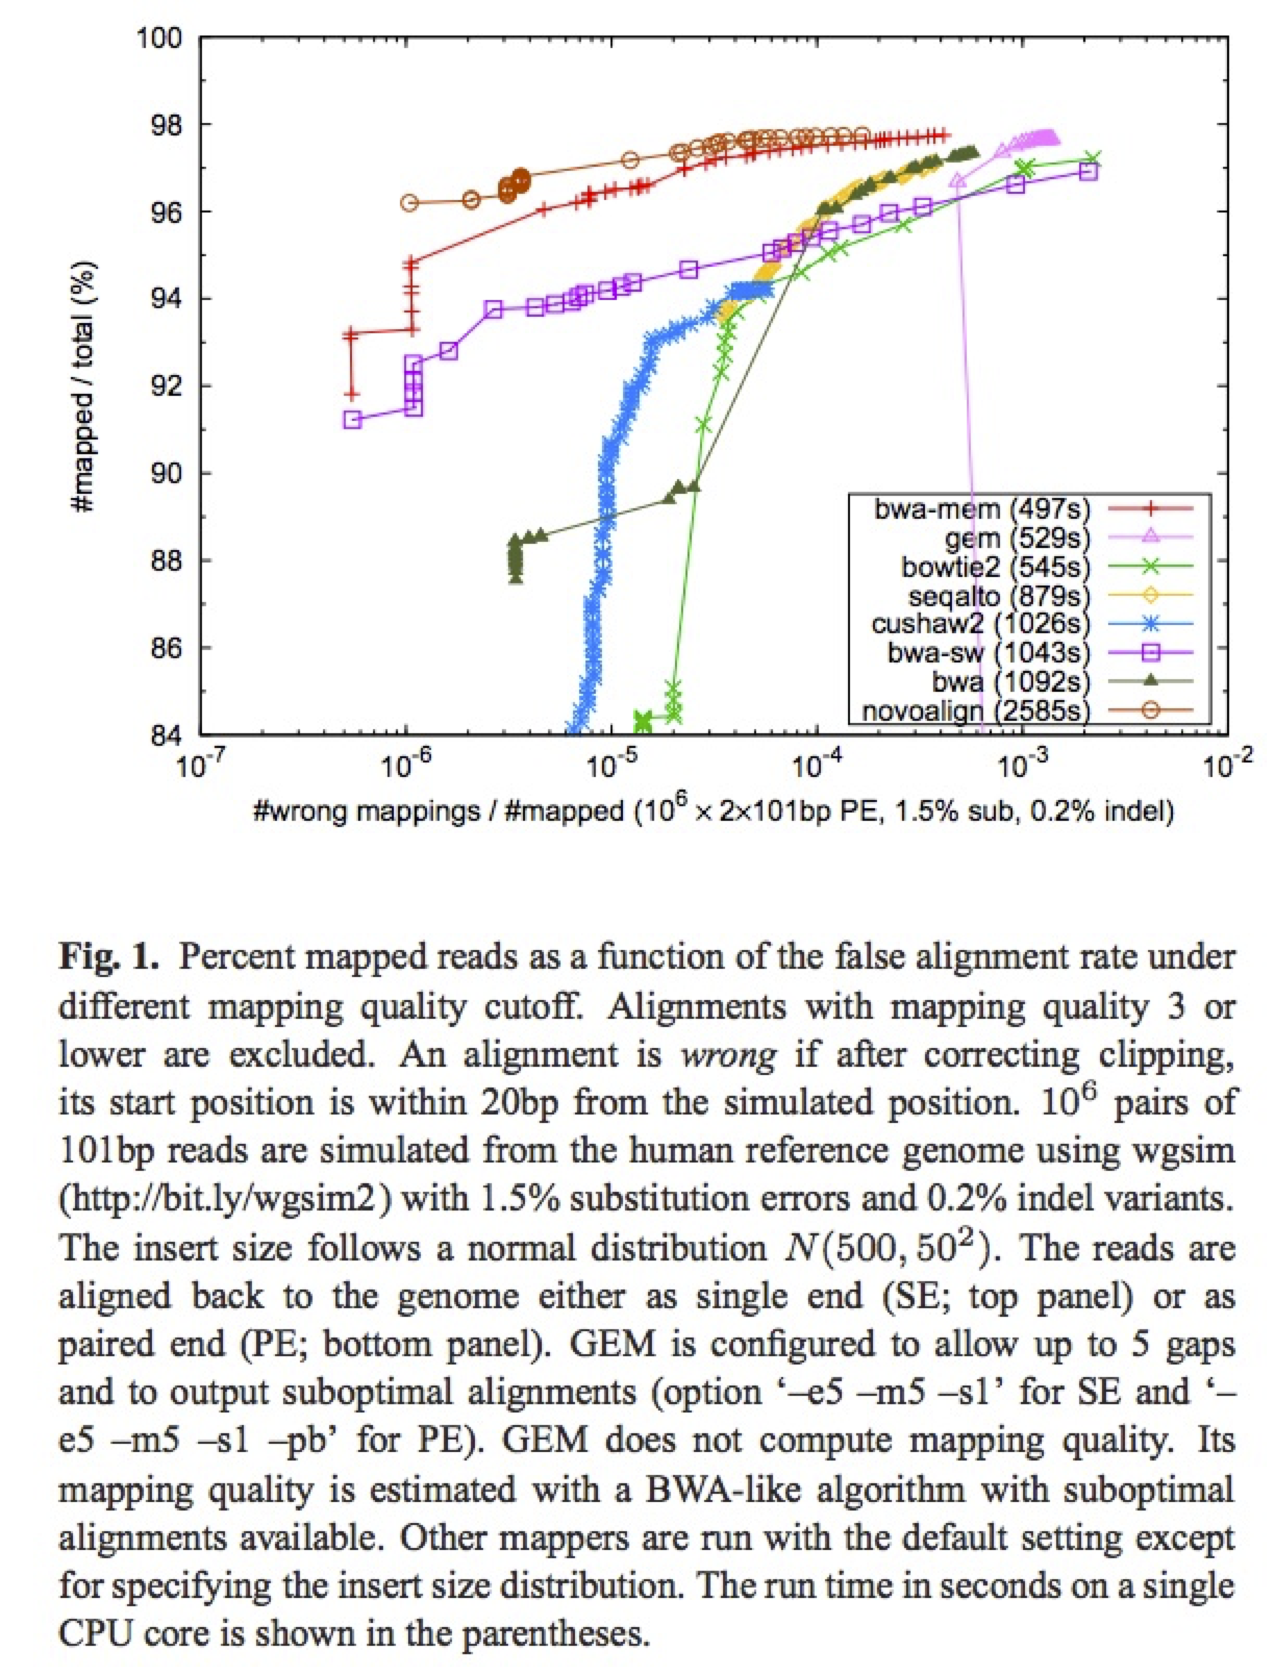 100
98
96
94
92
90
88
86
84
#mapped / total (%)
bwa-mem (497s)
gem (529s)
bowtie2 (545s)
seqalto (879s)
cushaw2 (1026s)
bwa-sw (1043s)
bwa (1092s)
novoalign (2585s)
10⁻⁷ 10⁻⁶ 10⁻⁵ 10⁻⁴ 10⁻³ 10⁻²
#wrong mappings / #mapped (10⁶ × 2×101bp PE, 1.5% sub, 0.2% indel)
Fig. 1. Percent mapped reads as a function of the false alignment rate under
different mapping quality cutoff. Alignments with mapping quality 3 or
lower are excluded. An alignment is wrong if after correcting clipping,
its start position is within 20bp from the simulated position. 10⁶ pairs of
101bp reads are simulated from the human reference genome using wgsim
(http://bit.ly/wgsim2) with 1.5% substitution errors and 0.2% indel variants.
The insert size follows a normal distribution N(500, 50²). The reads are
aligned back to the genome either as single end (SE; top panel) or as
paired end (PE; bottom panel). GEM is configured to allow up to 5 gaps
and to output suboptimal alignments (option ‘–e5 –m5 –s1’ for SE and ‘–
e5 –m5 –s1 –pb’ for PE). GEM does not compute mapping quality. Its
mapping quality is estimated with a BWA-like algorithm with suboptimal
alignments available. Other mappers are run with the default setting except
for specifying the insert size distribution. The run time in seconds on a single
CPU core is shown in the parentheses.